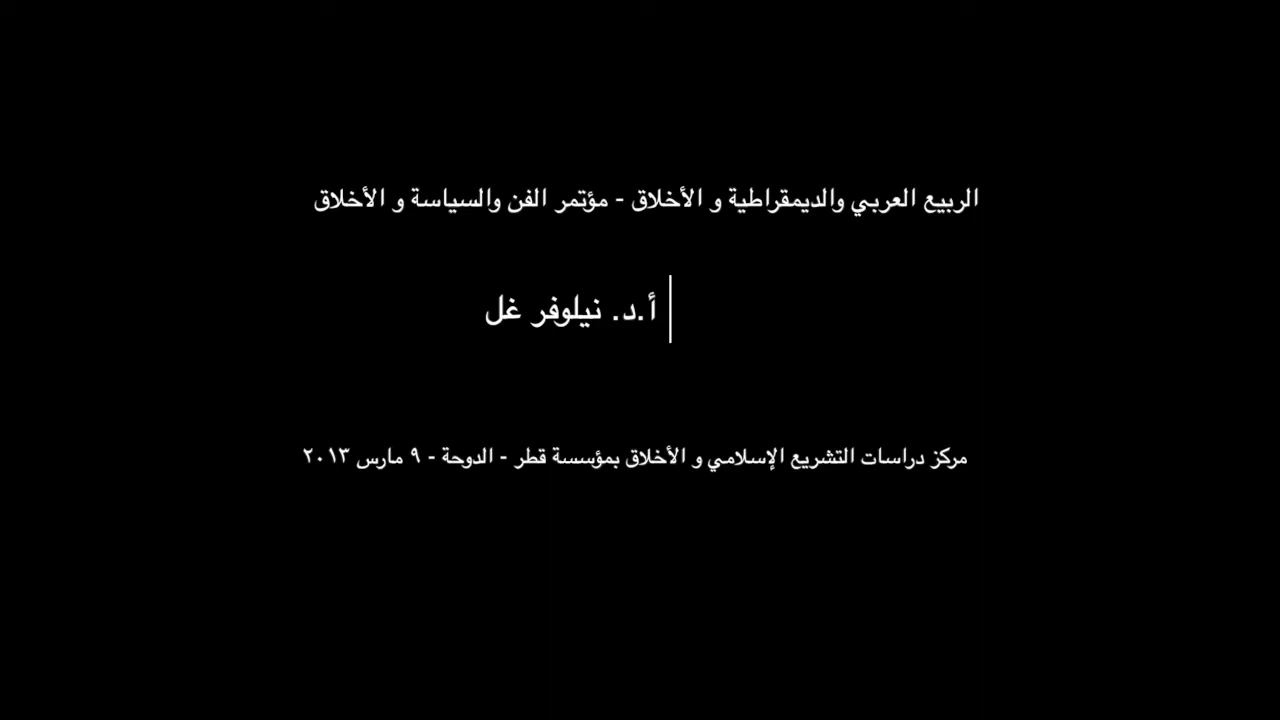 الربيع العربي والديمقراطية و الأخلاق - مؤتمر الفن والسياسة و الأخلاق
أ.د. نيلوفر غل
مركز دراسات التشريع الإسلامي و الأخلاق بمؤسسة قطر - الدوحة - ٩ مارس ٢٠١٣